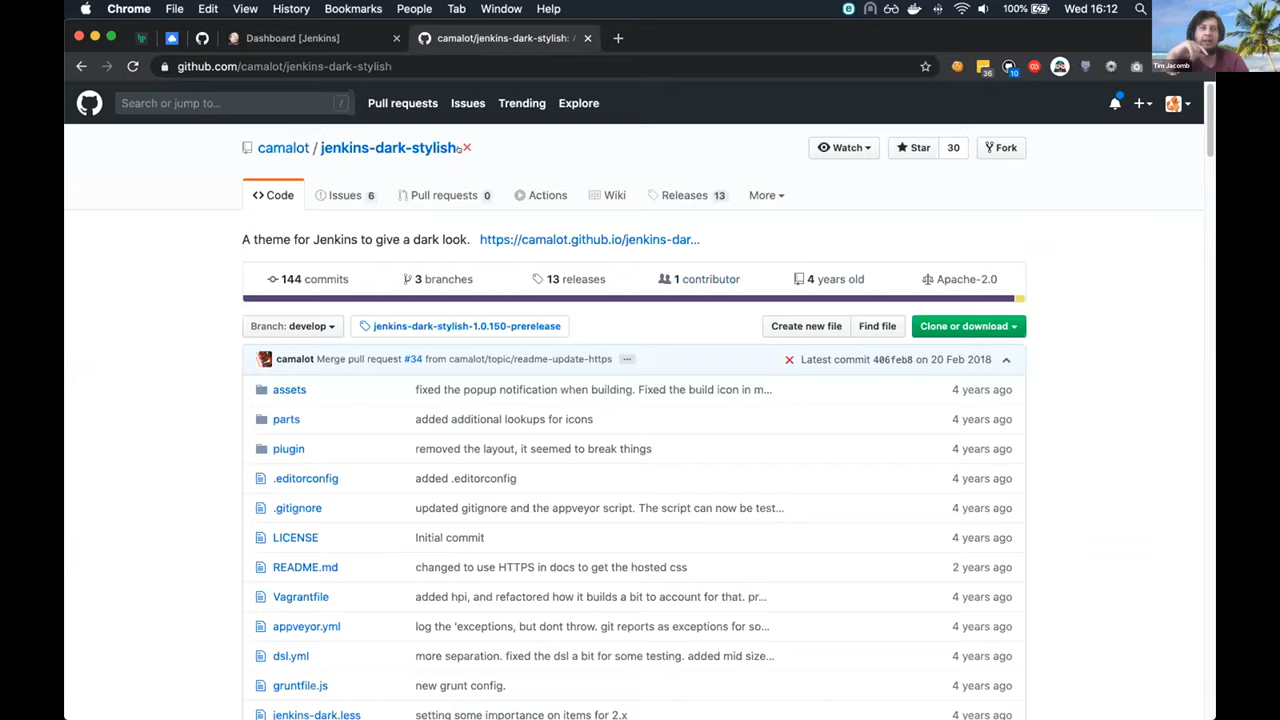 Chrome File Edit View History Bookmarks People Tab Window Help 100% Wed 16:12
Tim Jacomb
Dashboard [Jenkins] camalot/jenkins-dark-stylish: A
github.com/camalot/jenkins-dark-stylish 36 10
Search or jump to... / Pull requests Issues Trending Explore
camalot / jenkins-dark-stylish Watch Star 30 Fork
Code Issues 6 Pull requests 0 Actions Wiki Releases 13 More
A theme for Jenkins to give a dark look. https://camalot.github.io/jenkins-dar...
144 commits 3 branches 13 releases 1 contributor 4 years old Apache-2.0
Branch: develop jenkins-dark-stylish-1.0.150-prerelease Create new file Find file Clone or download
camalot Merge pull request #34 from camalot/topic/readme-update-https ... Latest commit 406feb8 on 20 Feb 2018
assets fixed the popup notification when building. Fixed the build icon in m... 4 years ago
parts added additional lookups for icons 4 years ago
plugin removed the layout, it seemed to break things 4 years ago
.editorconfig added .editorconfig 4 years ago
.gitignore updated gitignore and the appveyor script. The script can now be test... 4 years ago
LICENSE Initial commit 4 years ago
README.md changed to use HTTPS in docs to get the hosted css 2 years ago
Vagrantfile added hpi, and refactored how it builds a bit to account for that. pr... 4 years ago
appveyor.yml log the 'exceptions, but dont throw. git reports as exceptions for so... 4 years ago
dsl.yml more separation. fixed the dsl a bit for some testing. added mid size... 4 years ago
gruntfile.js new grunt config. 4 years ago
jenkins-dark.less setting some importance on items for 2.x 4 years ago